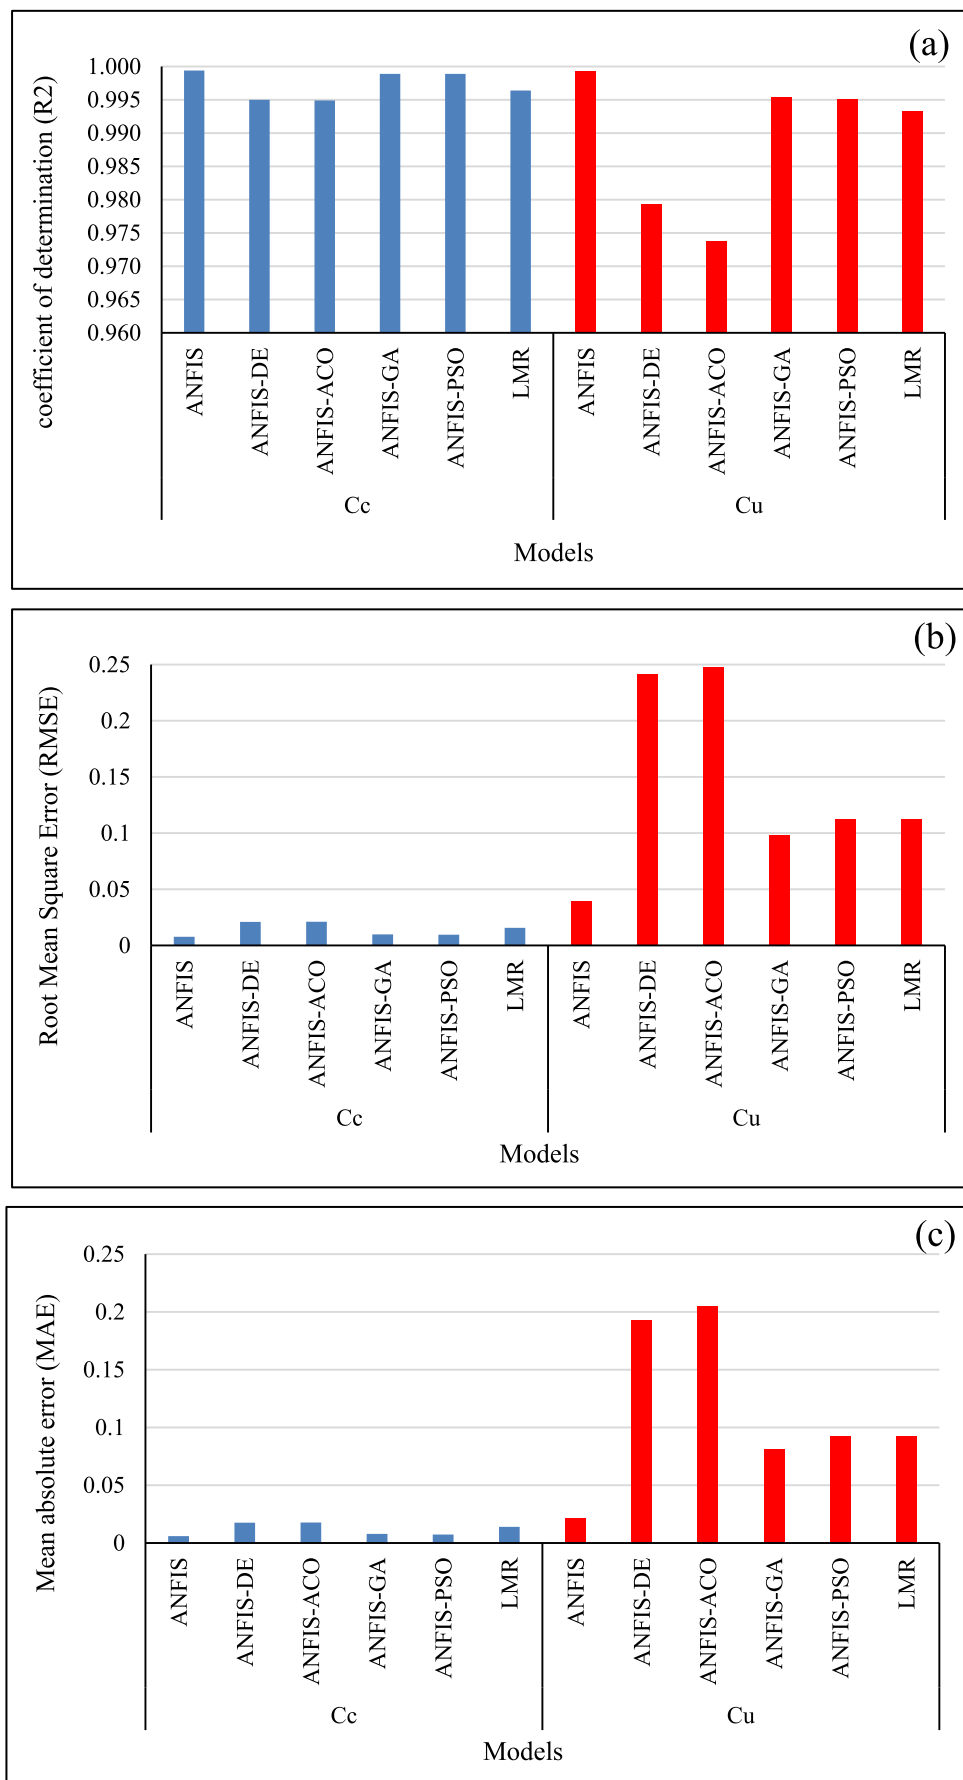 (a)
coefficient of determination (R2)
1.000
0.995
0.990
0.985
0.980
0.975
0.970
0.965
0.960
ANFIS
ANFIS-DE
ANFIS-ACO
ANFIS-GA
ANFIS-PSO
LMR
ANFIS
ANFIS-DE
ANFIS-ACO
ANFIS-GA
ANFIS-PSO
LMR
Cc
Cu
Models
(b)
Root Mean Square Error (RMSE)
0.25
0.2
0.15
0.1
0.05
0
ANFIS
ANFIS-DE
ANFIS-ACO
ANFIS-GA
ANFIS-PSO
LMR
ANFIS
ANFIS-DE
ANFIS-ACO
ANFIS-GA
ANFIS-PSO
LMR
Cc
Cu
Models
(c)
Mean absolute error (MAE)
0.25
0.2
0.15
0.1
0.05
0
ANFIS
ANFIS-DE
ANFIS-ACO
ANFIS-GA
ANFIS-PSO
LMR
ANFIS
ANFIS-DE
ANFIS-ACO
ANFIS-GA
ANFIS-PSO
LMR
Cc
Cu
Models